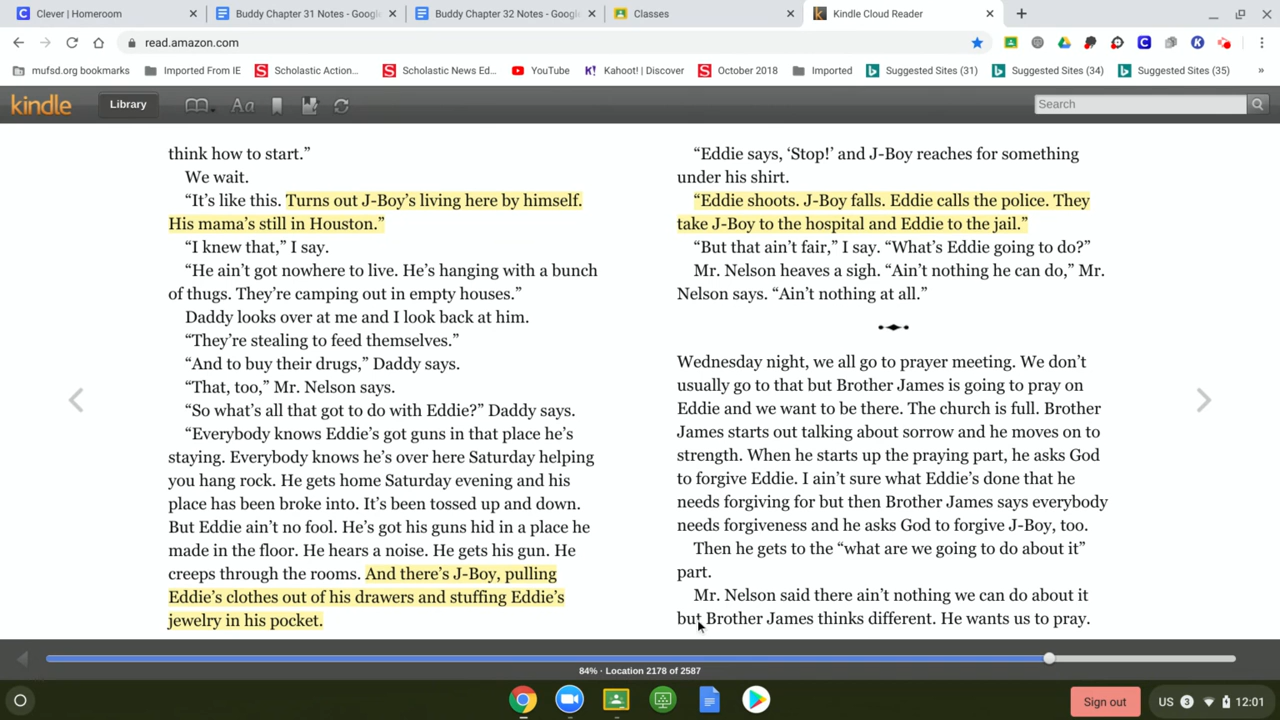 Clever | Homeroom
Buddy Chapter 31 Notes - Google
Buddy Chapter 32 Notes - Google
Classes
Kindle Cloud Reader
read.amazon.com
mufsd.org bookmarks
Imported From IE
Scholastic Action...
Scholastic News Ed...
YouTube
Kahoot! | Discover
October 2018
Imported
Suggested Sites (31)
Suggested Sites (34)
Suggested Sites (35)
»
kindle
Library
Aa
Search
think how to start.”
We wait.
“It’s like this. Turns out J-Boy’s living here by himself.
His mama’s still in Houston.”
“I knew that,” I say.
“He ain’t got nowhere to live. He’s hanging with a bunch
of thugs. They’re camping out in empty houses.”
Daddy looks over at me and I look back at him.
“They’re stealing to feed themselves.”
“And to buy their drugs,” Daddy says.
“That, too,” Mr. Nelson says.
“So what’s all that got to do with Eddie?” Daddy says.
“Everybody knows Eddie’s got guns in that place he’s
staying. Everybody knows he’s over here Saturday helping
you hang rock. He gets home Saturday evening and his
place has been broke into. It’s been tossed up and down.
But Eddie ain’t no fool. He’s got his guns hid in a place he
made in the floor. He hears a noise. He gets his gun. He
creeps through the rooms. And there’s J-Boy, pulling
Eddie’s clothes out of his drawers and stuffing Eddie’s
jewelry in his pocket.
“Eddie says, ‘Stop!’ and J-Boy reaches for something
under his shirt.
“Eddie shoots. J-Boy falls. Eddie calls the police. They
take J-Boy to the hospital and Eddie to the jail.”
“But that ain’t fair,” I say. “What’s Eddie going to do?”
Mr. Nelson heaves a sigh. “Ain’t nothing he can do,” Mr.
Nelson says. “Ain’t nothing at all.”
Wednesday night, we all go to prayer meeting. We don’t
usually go to that but Brother James is going to pray on
Eddie and we want to be there. The church is full. Brother
James starts out talking about sorrow and he moves on to
strength. When he starts up the praying part, he asks God
to forgive Eddie. I ain’t sure what Eddie’s done that he
needs forgiving for but then Brother James says everybody
needs forgiveness and he asks God to forgive J-Boy, too.
Then he gets to the “what are we going to do about it”
part.
Mr. Nelson said there ain’t nothing we can do about it
but Brother James thinks different. He wants us to pray.
84% · Location 2178 of 2587
Sign out
US
3
12:01